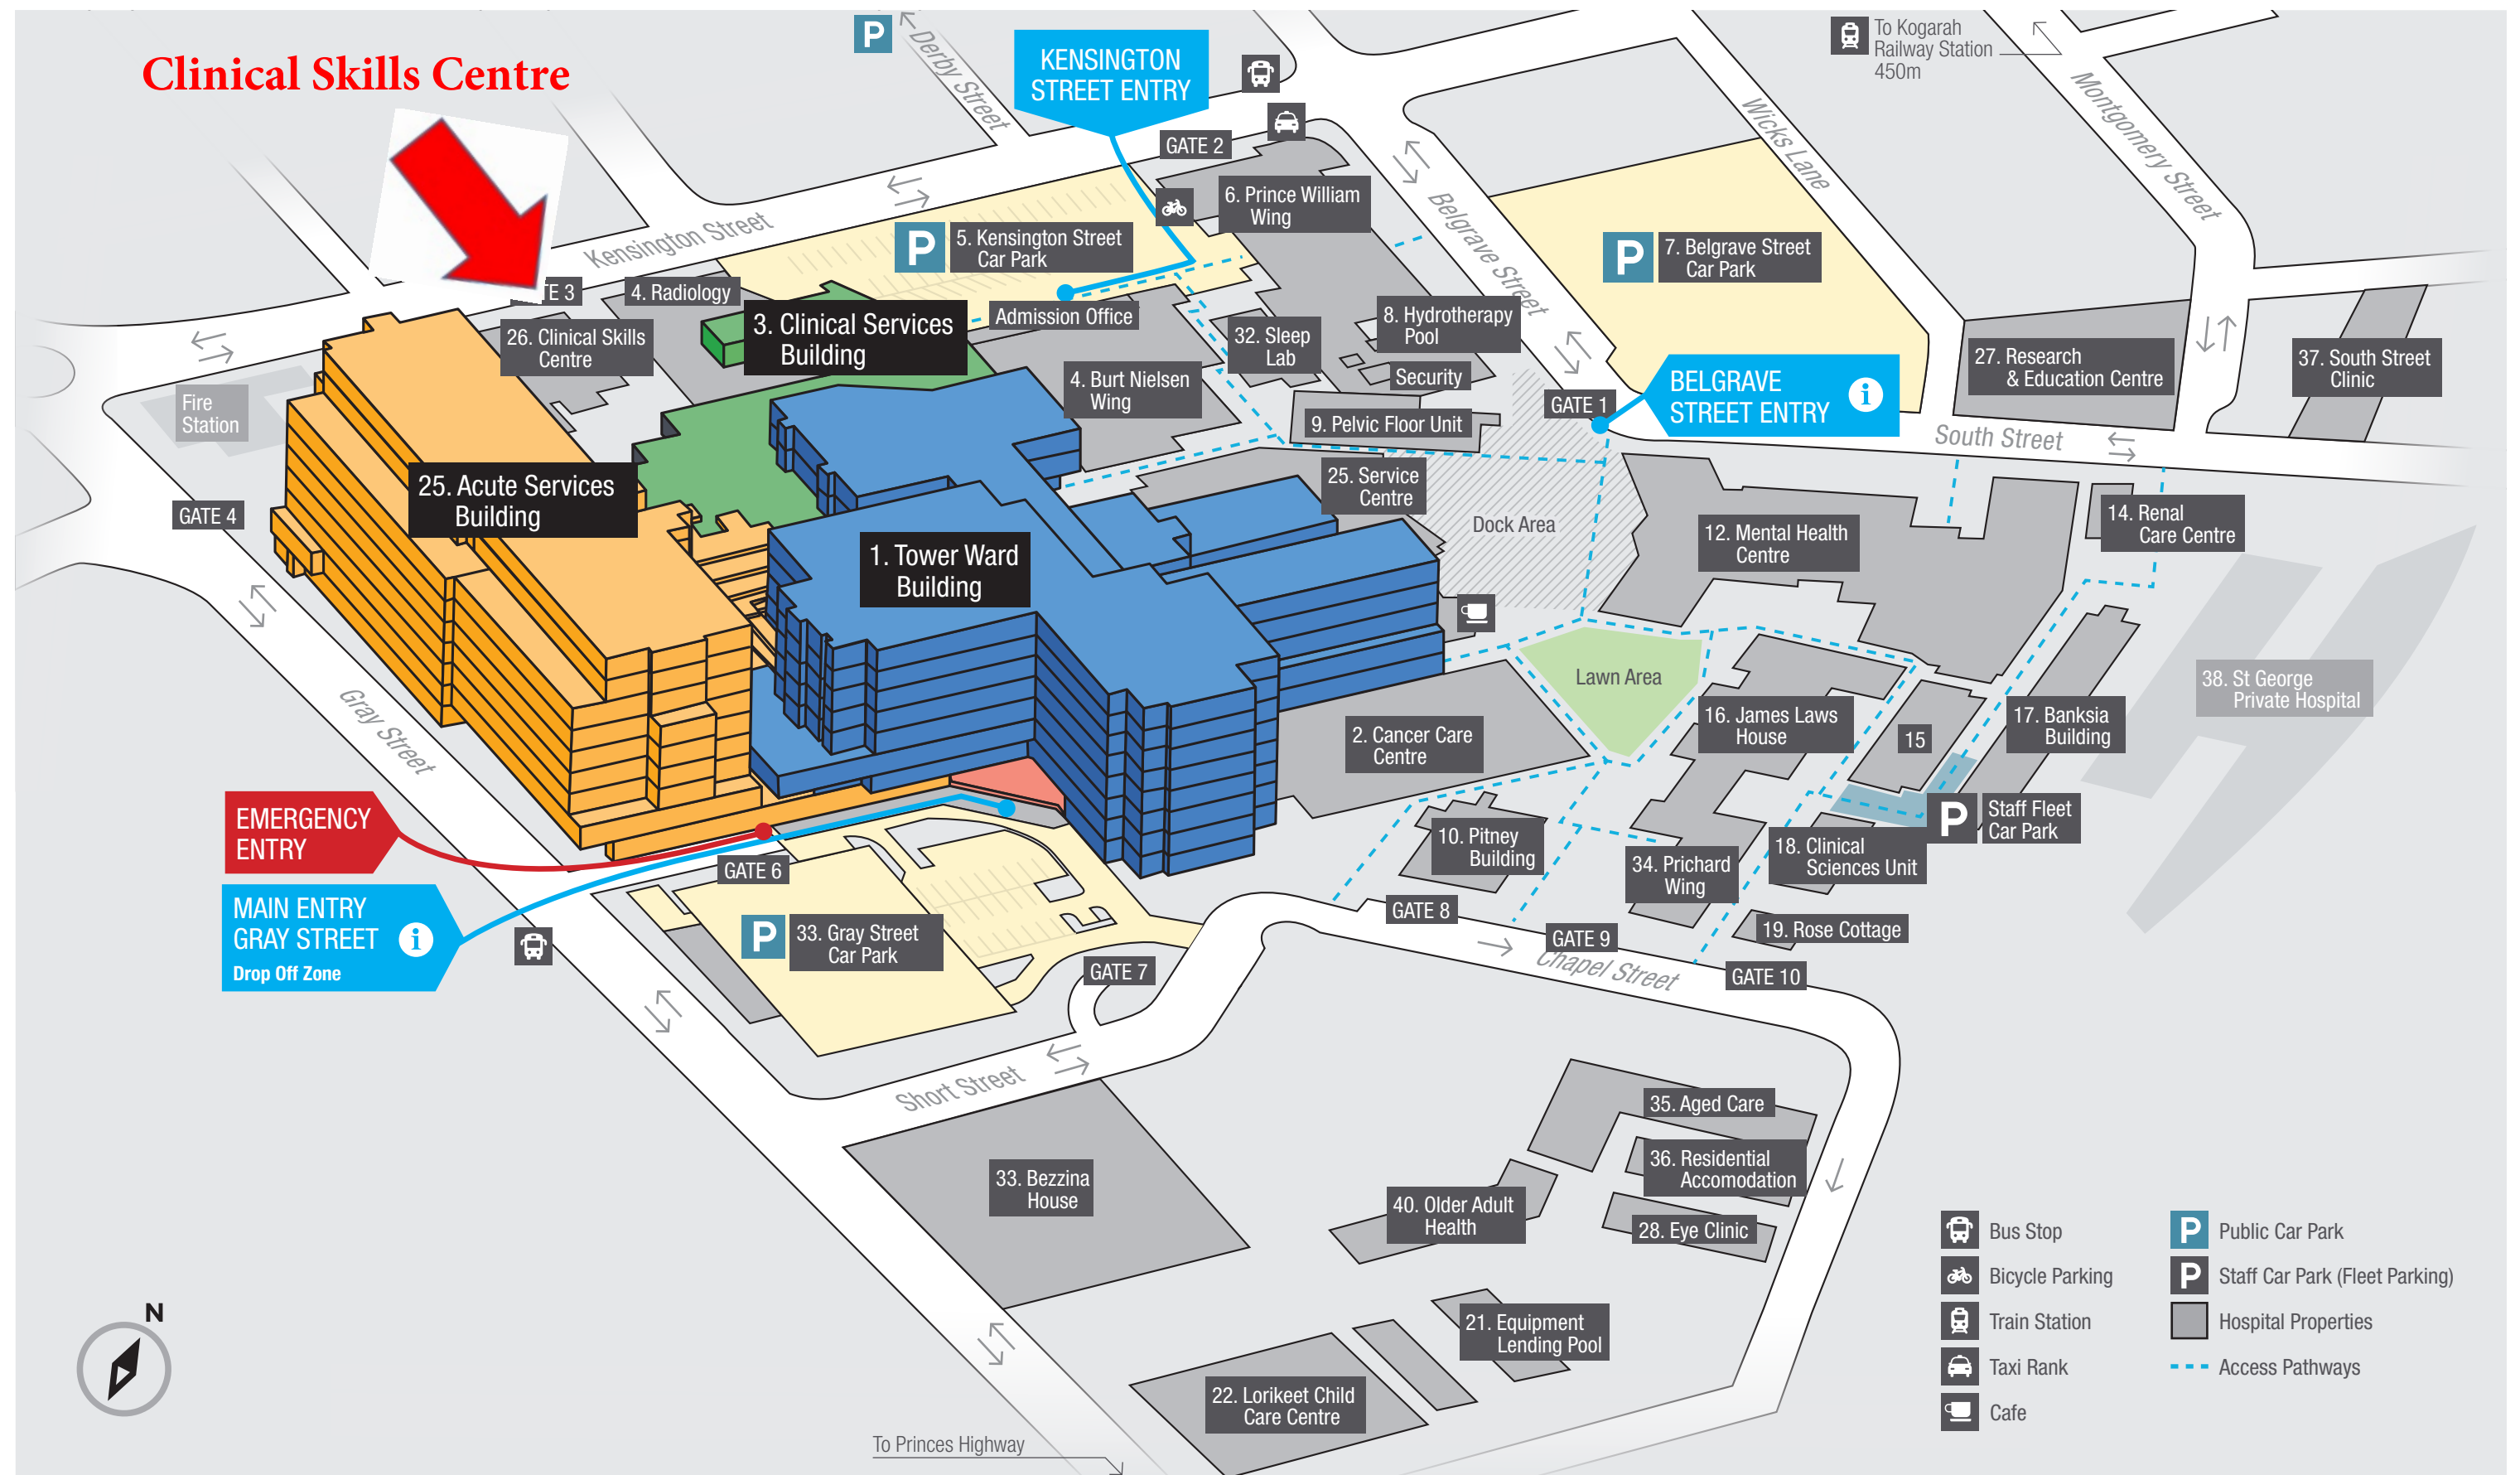 Clinical Skills Centre
P
Derby Street
KENSINGTON
STREET ENTRY
To Kogarah
Railway Station
450m
Montgomery Street
Wicks Lane
GATE 2
Kensington Street
Belgrave Street
6. Prince William
Wing
P
5. Kensington Street
Car Park
P
7. Belgrave Street
Car Park
TE 3
4. Radiology
Admission Office
3. Clinical Services
Building
26. Clinical Skills
Centre
32. Sleep
Lab
8. Hydrotherapy
Pool
Security
4. Burt Nielsen
Wing
9. Pelvic Floor Unit
GATE 1
BELGRAVE
STREET ENTRY
i
27. Research
& Education Centre
37. South Street
Clinic
South Street
Fire
Station
GATE 4
25. Acute Services
Building
25. Service
Centre
Dock Area
1. Tower Ward
Building
12. Mental Health
Centre
14. Renal
Care Centre
Lawn Area
38. St George
Private Hospital
Gray Street
2. Cancer Care
Centre
16. James Laws
House
15
17. Banksia
Building
EMERGENCY
ENTRY
GATE 6
10. Pitney
Building
34. Prichard
Wing
18. Clinical
Sciences Unit
P
Staff Fleet
Car Park
MAIN ENTRY
GRAY STREET
Drop Off Zone
i
P
33. Gray Street
Car Park
GATE 7
GATE 8
GATE 9
19. Rose Cottage
Chapel Street
GATE 10
Short Street
33. Bezzina
House
35. Aged Care
36. Residential
Accomodation
40. Older Adult
Health
28. Eye Clinic
21. Equipment
Lending Pool
22. Lorikeet Child
Care Centre
To Princes Highway
N
Bus Stop
Bicycle Parking
Train Station
Taxi Rank
Cafe
P Public Car Park
P Staff Car Park (Fleet Parking)
Hospital Properties
Access Pathways